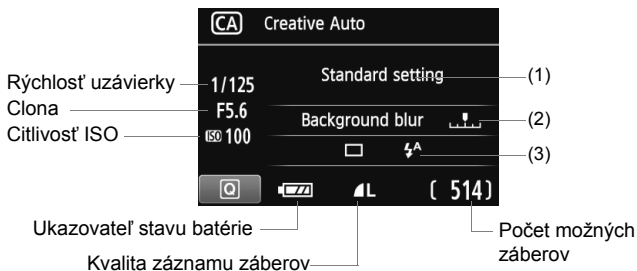 CA Creative Auto
Rýchlosť uzávierky 1/125 Standard setting (1)
Clona F5.6
Citlivosť ISO ISO 100 Background blur (2)
A (3)
Q L ( 514)
Ukazovateľ stavu batérie
Počet možných
záberov
Kvalita záznamu záberov